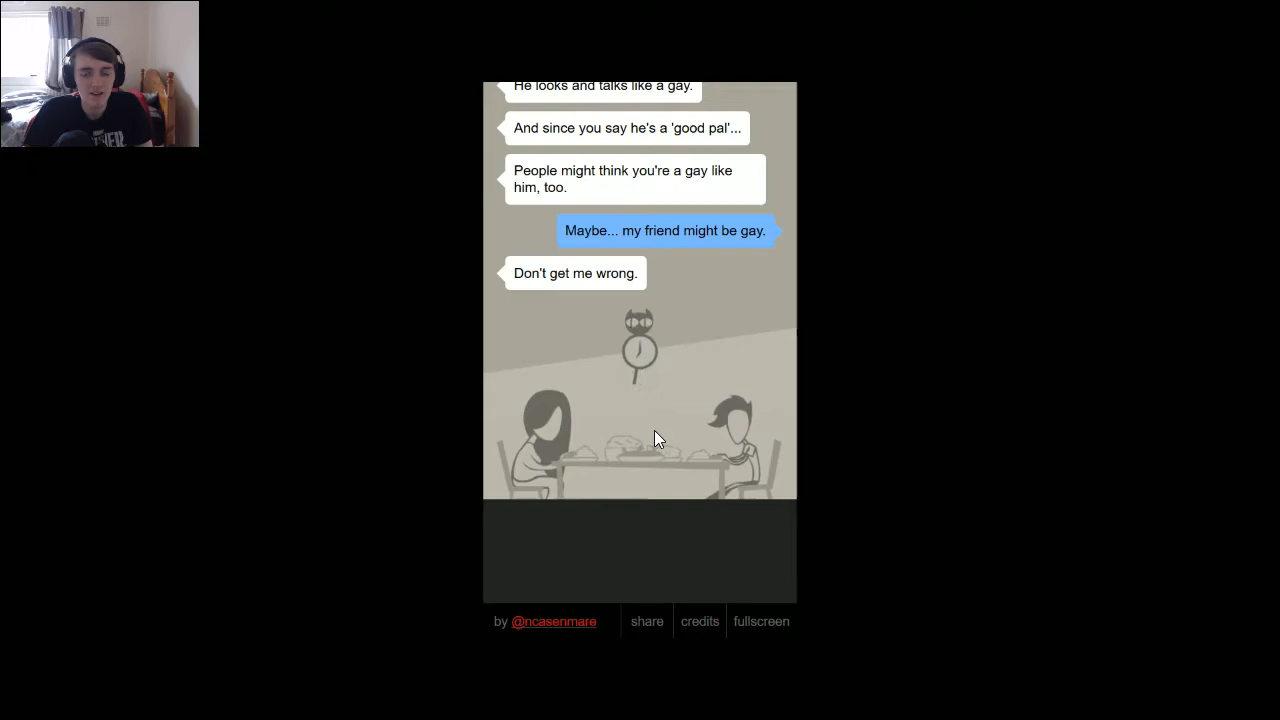 He looks and talks like a gay.
And since you say he's a 'good pal'...
People might think you're a gay like
him, too.
Maybe... my friend might be gay.
Don't get me wrong.
by @ncasenmare
share
credits
fullscreen